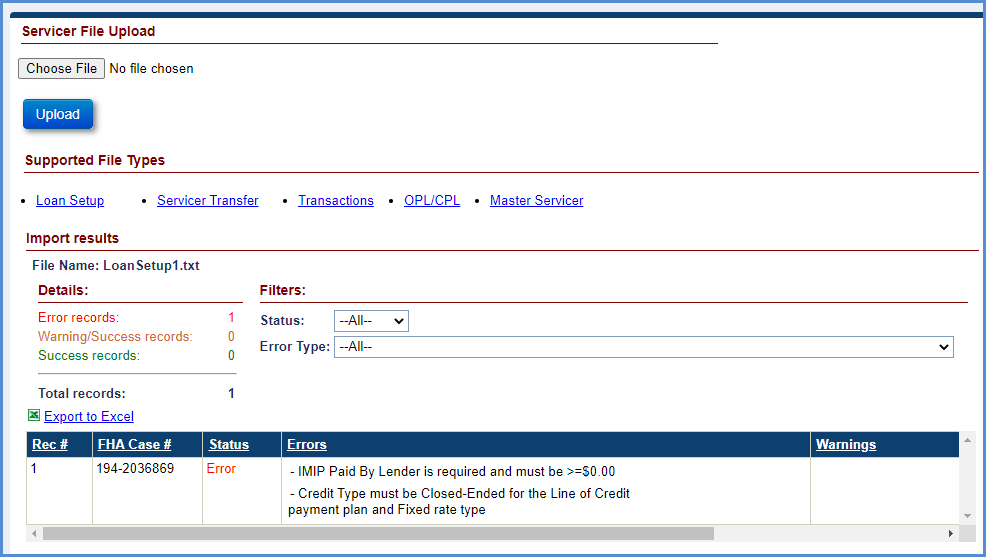 Servicer File Upload
Choose File No file chosen
Upload
Supported File Types
• Loan Setup • Servicer Transfer • Transactions • OPL/CPL • Master Servicer
Import results
File Name: LoanSetup1.txt
Details: Filters:
Error records: 1 Status: --All--
Warning/Success records: 0 Error Type: --All--
Success records: 0
Total records: 1
Export to Excel
Rec # FHA Case # Status Errors Warnings
1 194-2036869 Error - IMIP Paid By Lender is required and must be >=$0.00
- Credit Type must be Closed-Ended for the Line of Credit
payment plan and Fixed rate type